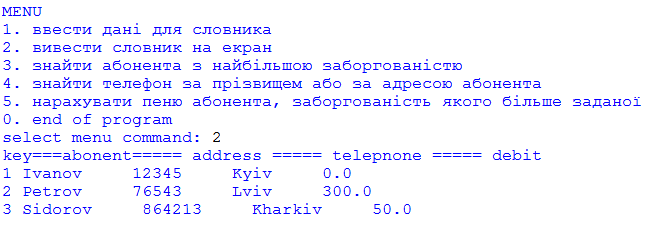 MENU
1. ввести дані для словника
2. вивести словник на екран
3. знайти абонента з найбільшою заборгованістю
4. знайти телефон за прізвищем або за адресою абонента
5. нарахувати пеню абонента, заборгованість якого більше заданої
0. end of program
select menu command: 2
key===abonent===== address ===== telepnone ===== debit
1 Ivanov     12345     Kyiv     0.0
2 Petrov     76543     Lviv     300.0
3 Sidorov     864213     Kharkiv     50.0